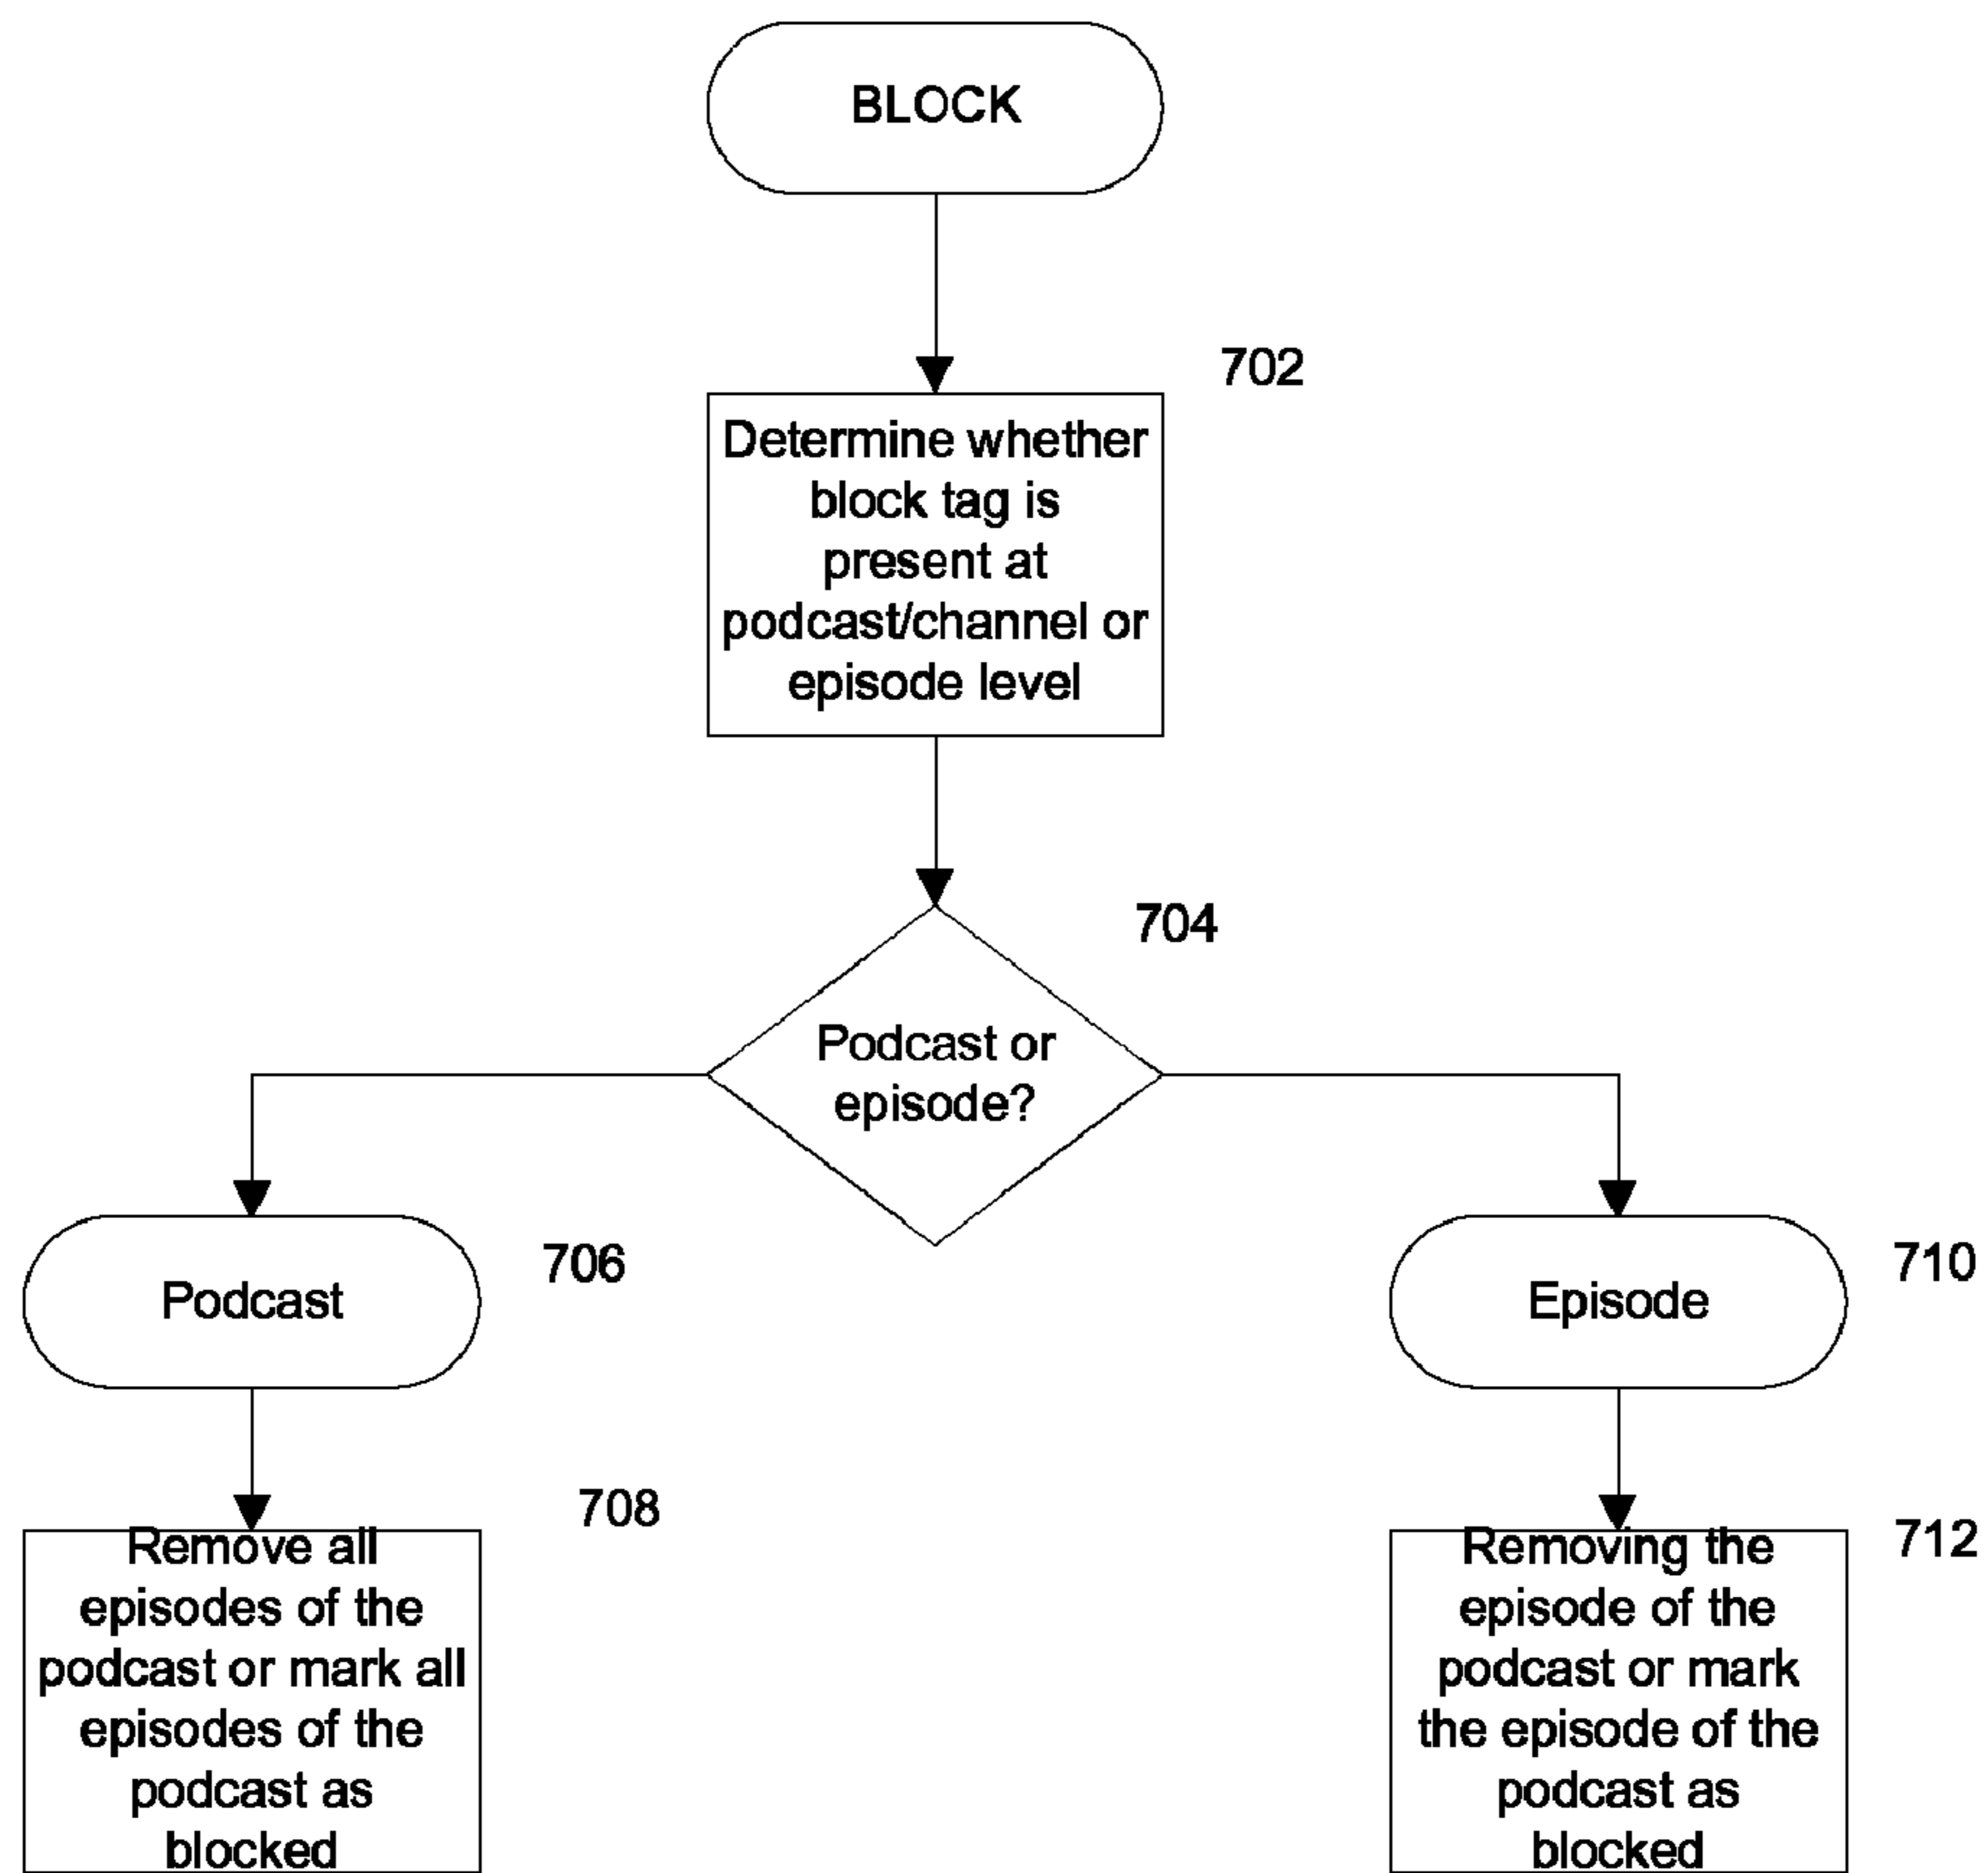 BLOCK
702
Determine whether
block tag is
present at
podcast/channel or
episode level
704
Podcast or
episode?
706
Podcast
710
Episode
708
Remove all
episodes of the
podcast or mark all
episodes of the
podcast as
blocked
712
Removing the
episode of the
podcast or mark
the episode of the
podcast as
blocked